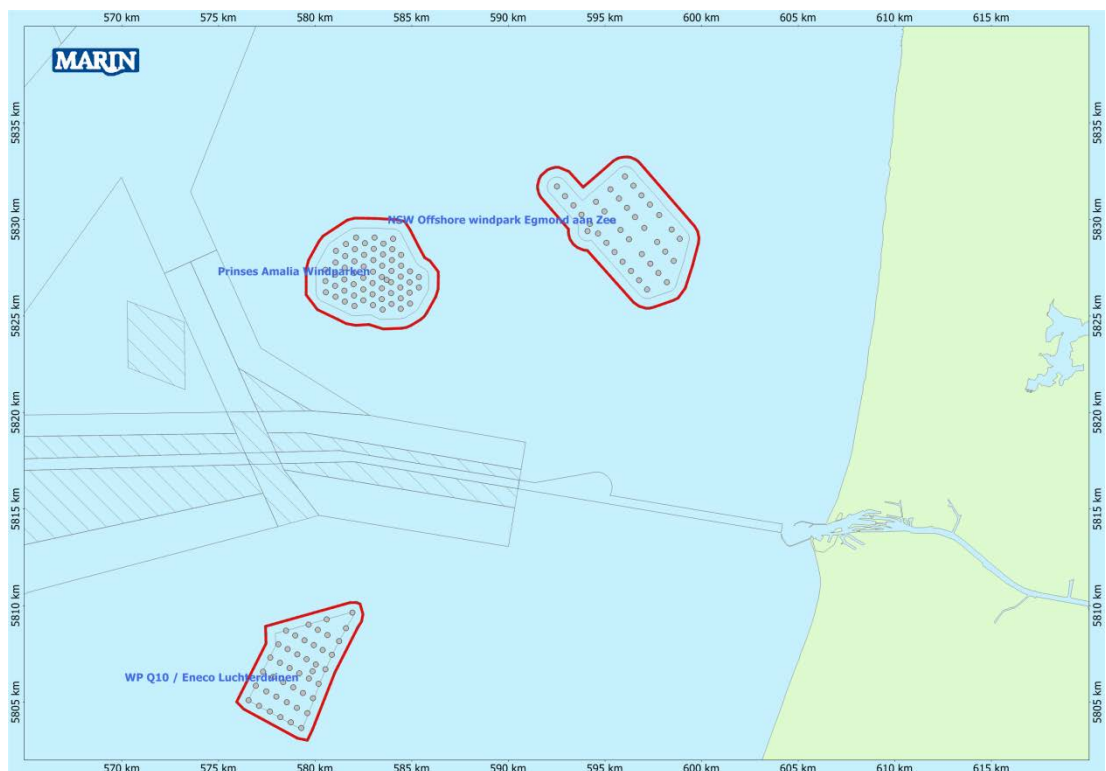 570 km 575 km 580 km 585 km 590 km 595 km 600 km 605 km 610 km 615 km
MARIN
5835 km 5835 km
NSW Offshore windpark Egmond aan Zee
5830 km 5830 km
Prinses Amalia Windparken
5825 km 5825 km
5820 km 5820 km
5815 km 5815 km
5810 km 5810 km
WP Q10 / Eneco Luchterduinen
5805 km 5805 km
570 km 575 km 580 km 585 km 590 km 595 km 600 km 605 km 610 km 615 km